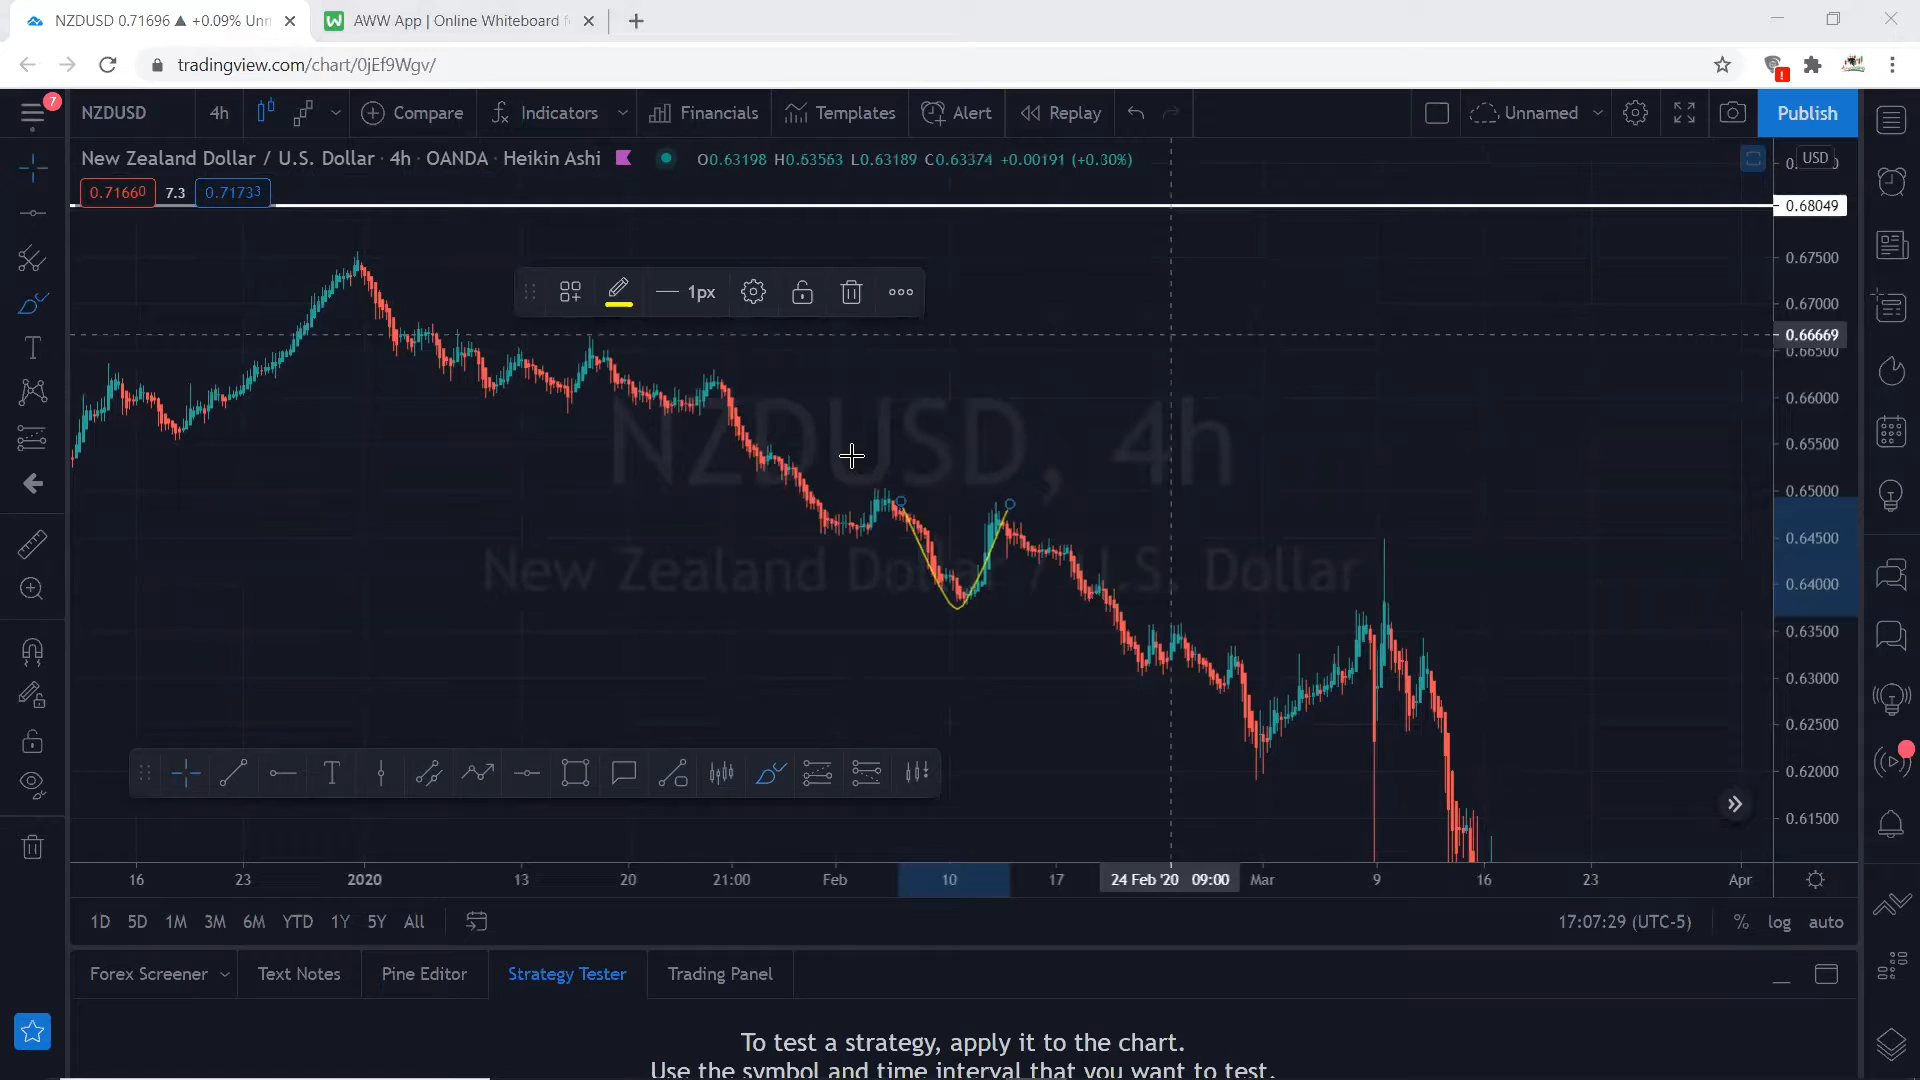 NZDUSD 0.71696 ▲ +0.09% Unn
AWW App | Online Whiteboard f
tradingview.com/chart/0jEf9Wgv/
7
NZDUSD 4h Compare Indicators Financials Templates Alert Replay Unnamed Publish
New Zealand Dollar / U.S. Dollar · 4h · OANDA · Heikin Ashi O0.63198 H0.63563 L0.63189 C0.63374 +0.00191 (+0.30%)
USD
0.71660 7.3 0.71733
0.68049
0.67500
1px
0.67000
0.66669
0.66500
0.66000
NZDUSD, 4h
0.65500
0.65000
0.64500
New Zealand Dollar / U.S. Dollar
0.64000
0.63500
0.63000
0.62500
0.62000
0.61500
16 23 2020 13 20 21:00 Feb 10 17 24 Feb '20 09:00 Mar 9 16 23 Apr
1D 5D 1M 3M 6M YTD 1Y 5Y All 17:07:29 (UTC-5) % log auto
Forex Screener Text Notes Pine Editor Strategy Tester Trading Panel
To test a strategy, apply it to the chart.
Use the symbol and time interval that you want to test.